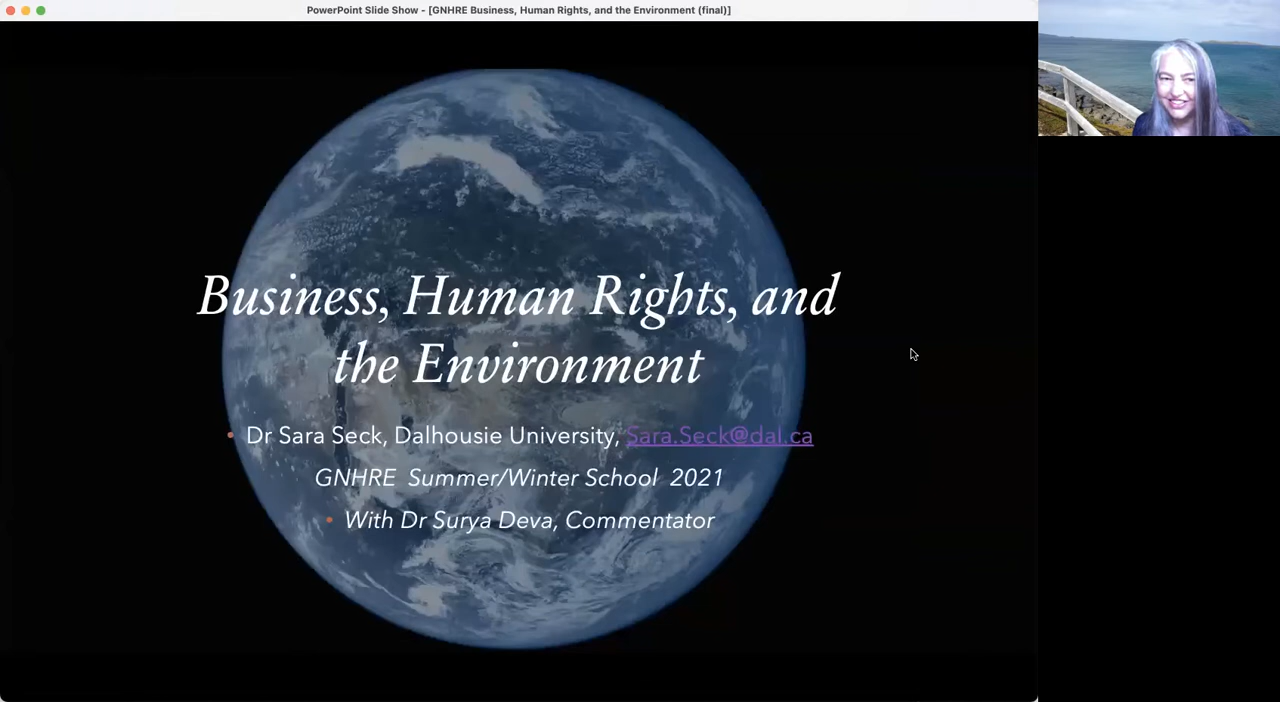 PowerPoint Slide Show - [GNHRE Business, Human Rights, and the Environment (final)]
Business, Human Rights, and
the Environment
• Dr Sara Seck, Dalhousie University, Sara.Seck@dal.ca
GNHRE Summer/Winter School 2021
• With Dr Surya Deva, Commentator